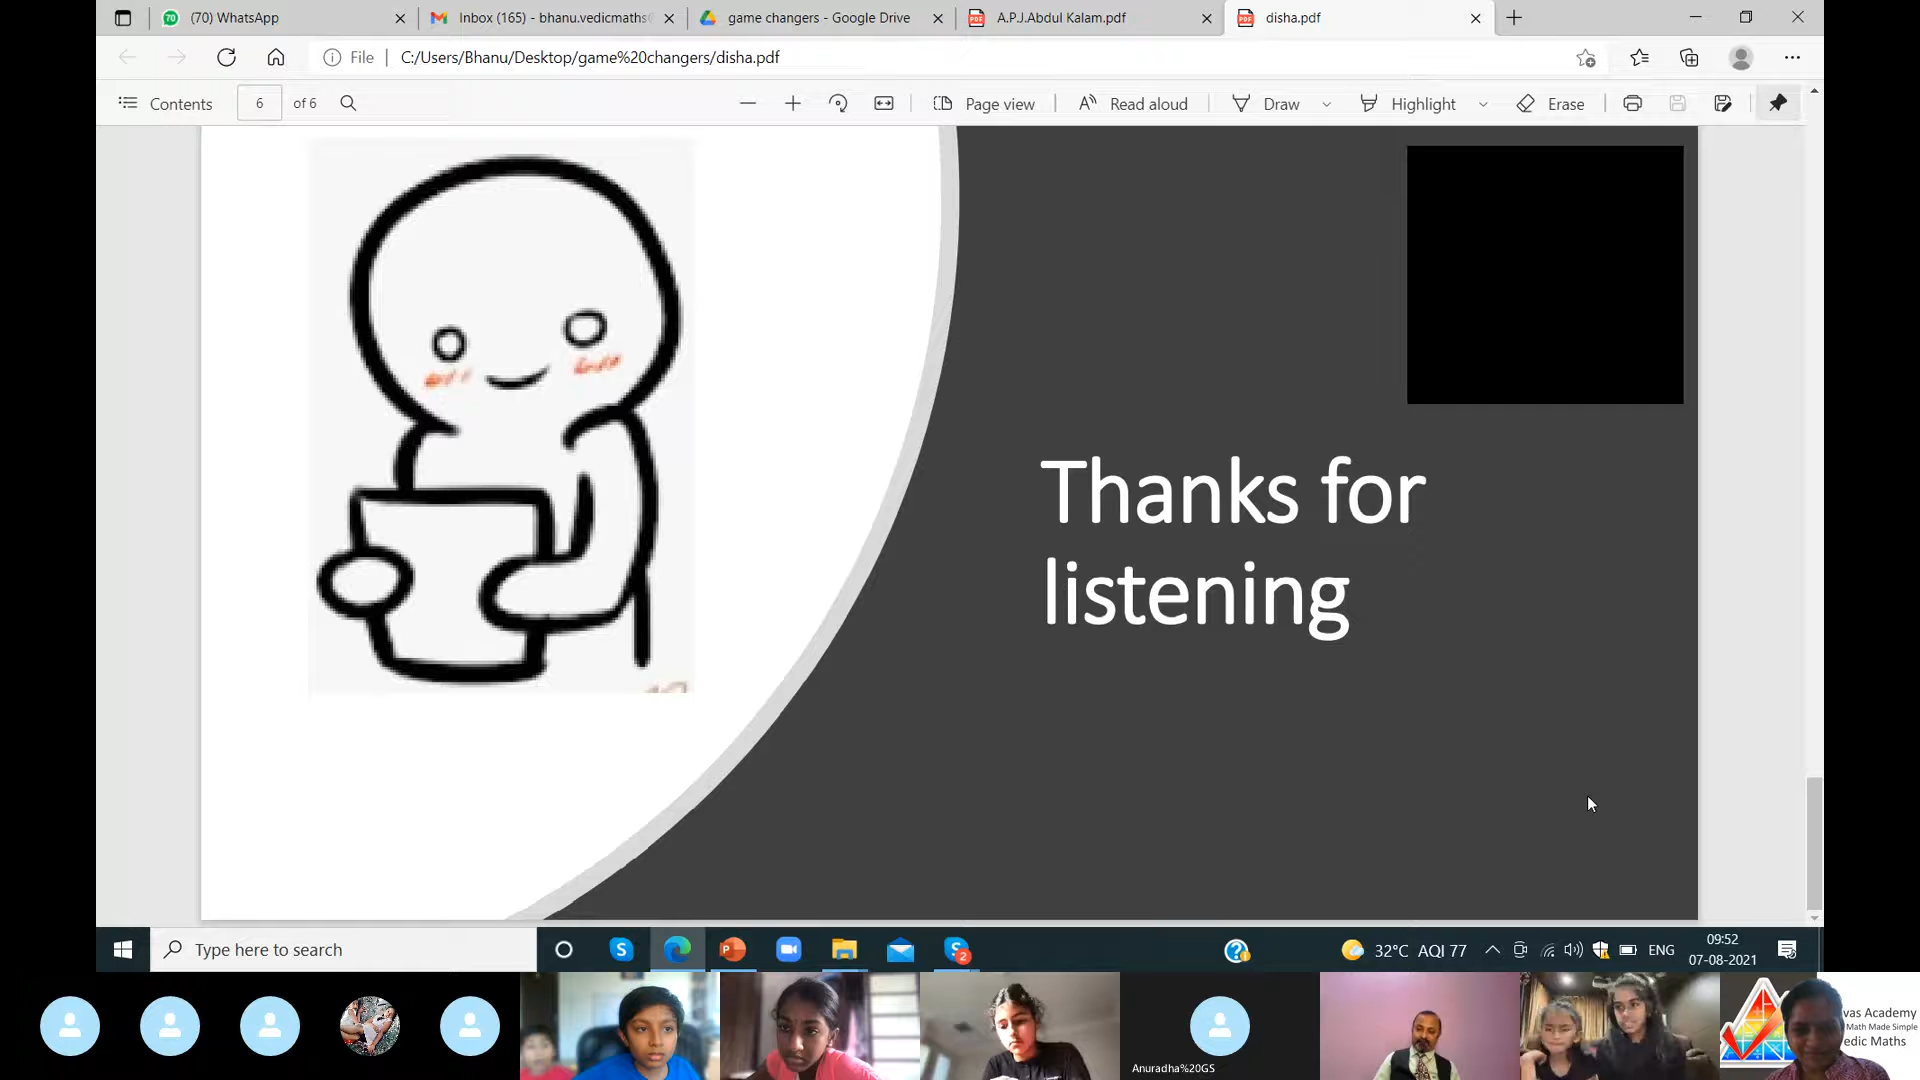 (70) WhatsApp
Inbox (165) - bhanu.vedicmaths
game changers - Google Drive
A.P.J.Abdul Kalam.pdf
disha.pdf
File
C:/Users/Bhanu/Desktop/game%20changers/disha.pdf
Contents
6 of 6
Page view
Read aloud
Draw
Highlight
Erase
Thanks for
listening
Type here to search
32°C AQI 77
ENG
09:52
07-08-2021
Anuradha%20GS
vas Academy
Math Made Simple
edic Maths